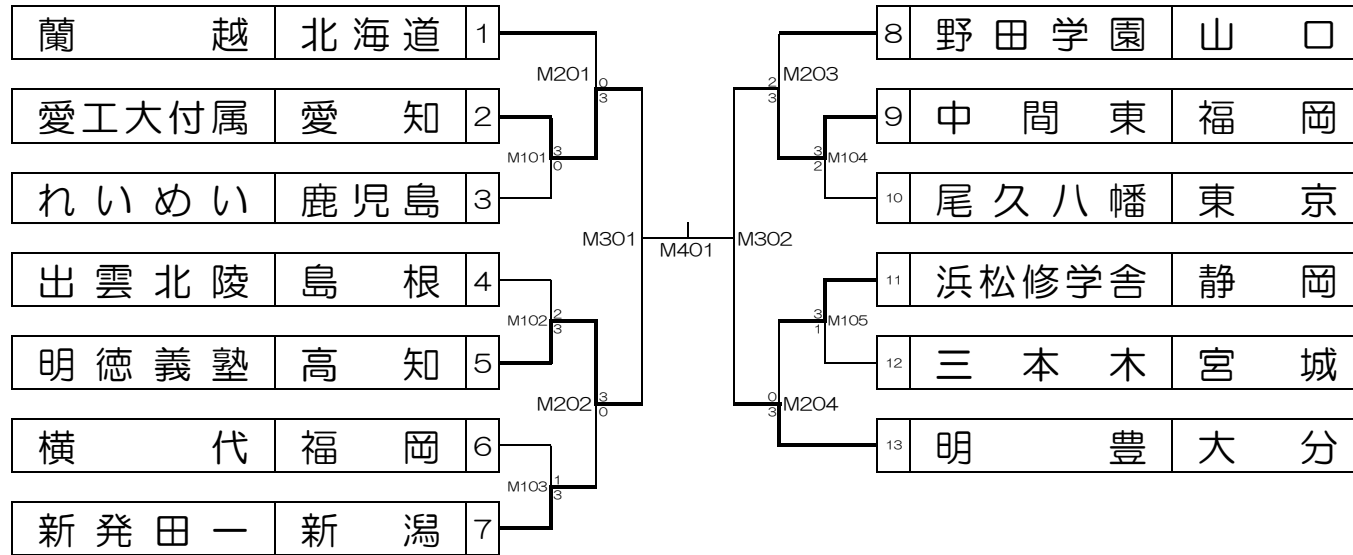 蘭越 北海道 1
M201
0
3
愛工大付属 愛知 2
M101
3
0
れいめい 鹿児島 3
M301
出雲北陵 島根 4
M102
2
3
明徳義塾 高知 5
M202
3
0
横代 福岡 6
M103
1
3
新発田一 新潟 7
M401
8 野田学園 山口
M203
2
3
9 中間東 福岡
M104
3
2
10 尾久八幡 東京
M302
11 浜松修学舎 静岡
M105
3
1
12 三本木 宮城
M204
0
3
13 明豊 大分